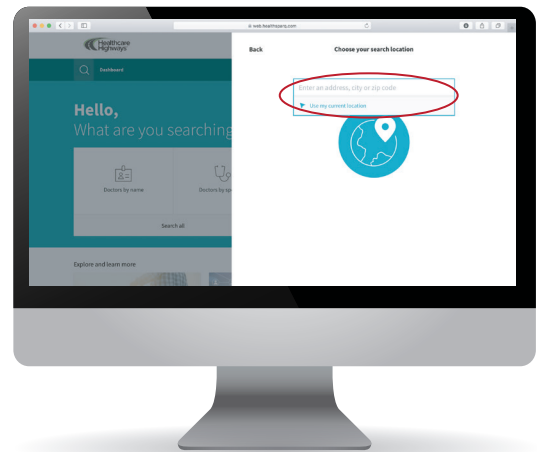 web.healthsparq.com
Healthcare
Highways
Back
Choose your search location
Dashboard
Enter an address, city or zip code
Use my current location
Hello,
What are you searching
Doctors by name
Doctors by spe
Search all
Explore and learn more